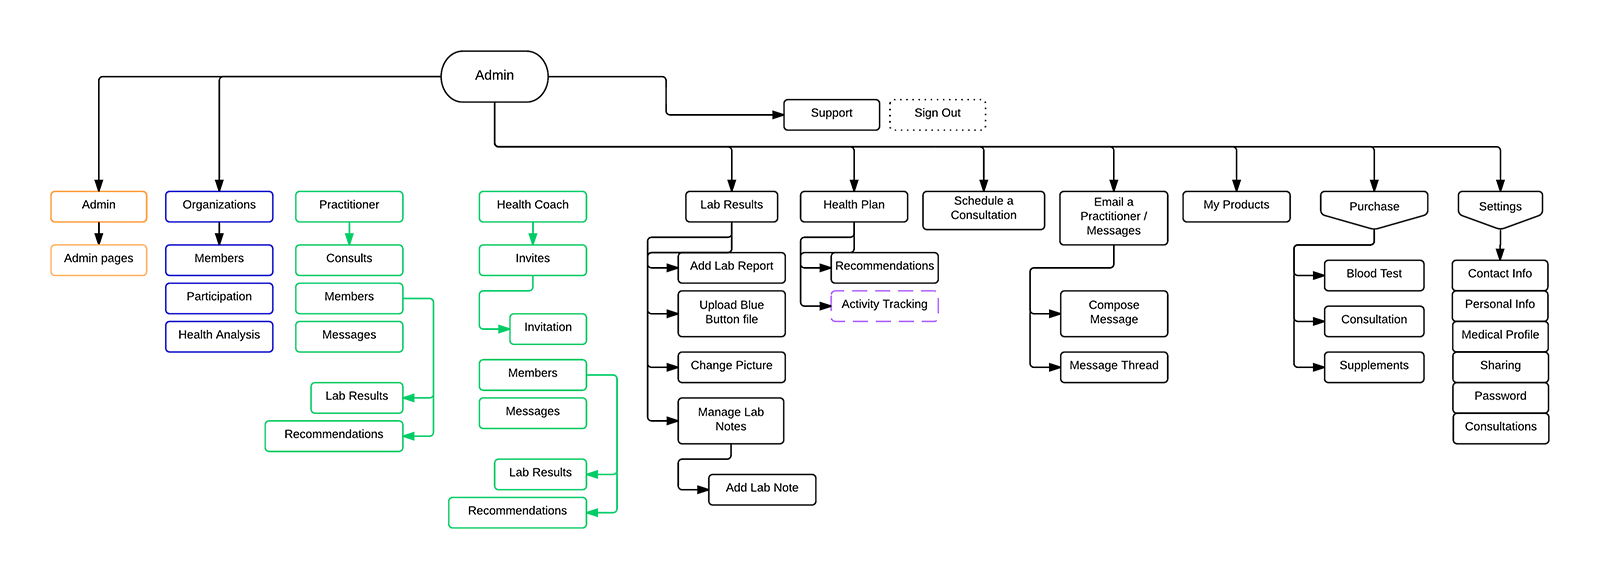 Admin
Support
Sign Out
Admin
Organizations
Practitioner
Health Coach
Lab Results
Health Plan
Schedule a
Consultation
Email a
Practitioner /
Messages
My Products
Purchase
Settings
Admin pages
Members
Participation
Health Analysis
Consults
Members
Messages
Lab Results
Recommendations
Invites
Invitation
Members
Messages
Lab Results
Recommendations
Add Lab Report
Upload Blue
Button file
Change Picture
Manage Lab
Notes
Add Lab Note
Recommendations
Activity Tracking
Compose
Message
Message Thread
Blood Test
Consultation
Supplements
Contact Info
Personal Info
Medical Profile
Sharing
Password
Consultations